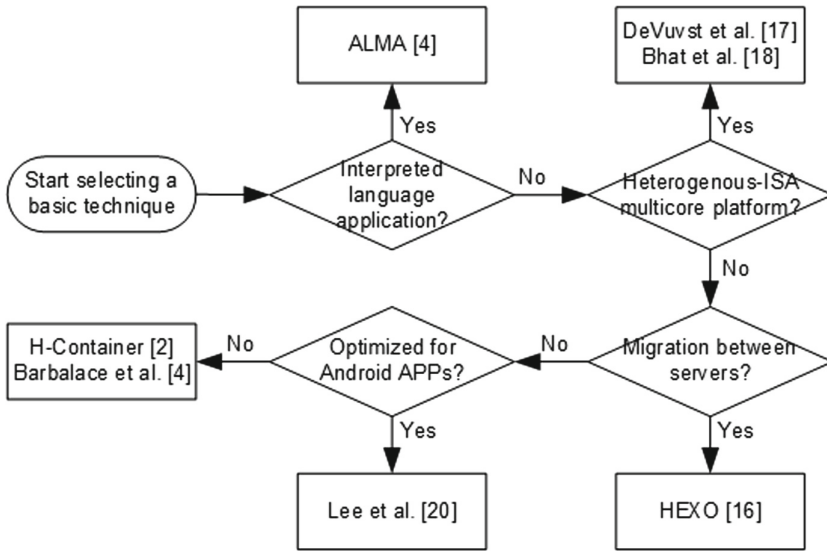 ALMA [4]
DeVuvst et al. [17]
Bhat et al. [18]
Yes
Yes
Start selecting a
basic technique
Interpreted
language
application?
No
Heterogenous-ISA
multicore platform?
No
H-Container [2]
Barbalace et al. [4]
No
Optimized for
Android APPs?
No
Migration between
servers?
Yes
Yes
Lee et al. [20]
HEXO [16]